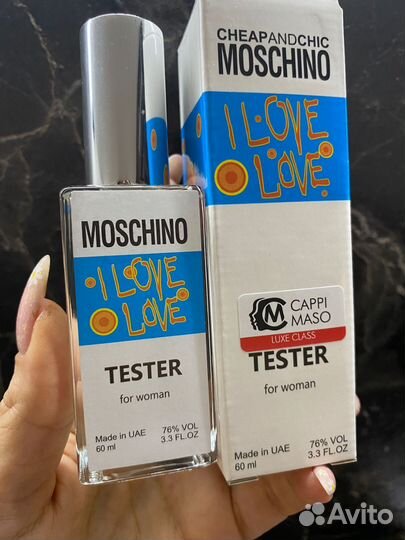 CHEAPANDCHIC
MOSCHINO
I LOVE
LOVE
CM CAPPI
MASO
LUXE CLASS
TESTER
for woman
Made in UAE 76% VOL
60 ml 3.3 FL.OZ
MOSCHINO
I LOVE
LOVE
TESTER
for woman
Made in UAE 76% VOL
60 ml 3.3 FL.OZ
Avito